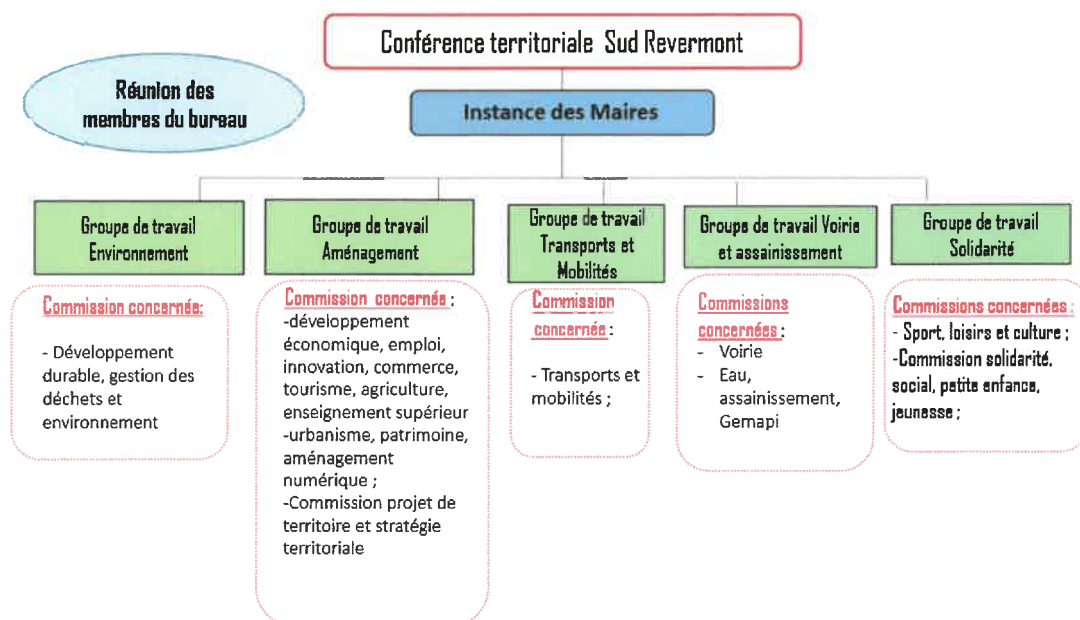 Conférence territoriale Sud Revermont
Réunion des
membres du bureau
Instance des Maires
Groupe de travail
Environnement
Groupe de travail
Aménagement
Groupe de travail
Transports et
Mobilités
Groupe de travail Voirie
et assainissement
Groupe de travail
Solidarité
Commission concernée:
- Développement
durable, gestion des
déchets et
environnement
Commission concernée :
-développement
économique, emploi,
innovation, commerce,
tourisme, agriculture,
enseignement supérieur
-urbanisme, patrimoine,
aménagement
numérique ;
-Commission projet de
territoire et stratégie
territoriale
Commission
concernée :
- Transports et
mobilités ;
Commissions
concernées :
- Voirie
- Eau,
assainissement,
Gemapi
Commissions concernées :
- Sport, loisirs et culture ;
-Commission solidarité,
social, petite enfance,
jeunesse ;